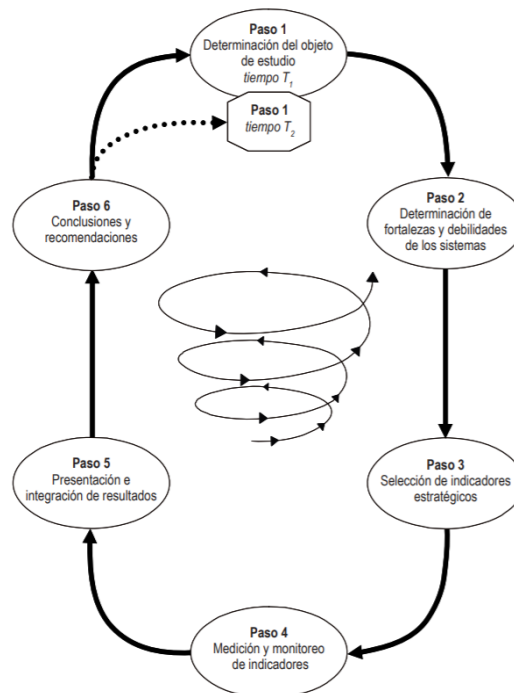 Paso 1
Determinación del objeto
de estudio
tiempo T1
Paso 1
tiempo T2
Paso 2
Determinación de
fortalezas y debilidades
de los sistemas
Paso 3
Selección de indicadores
estratégicos
Paso 4
Medición y monitoreo
de indicadores
Paso 5
Presentación e
integración de resultados
Paso 6
Conclusiones y
recomendaciones